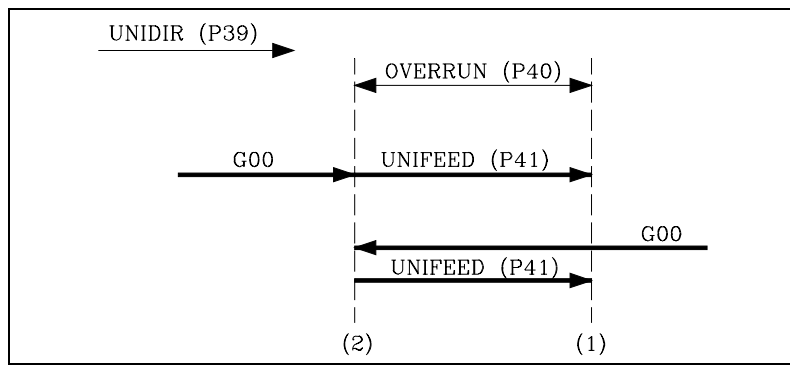 UNIDIR (P39)
OVERRUN (P40)
G00 UNIFEED (P41)
G00
UNIFEED (P41)
(2) (1)